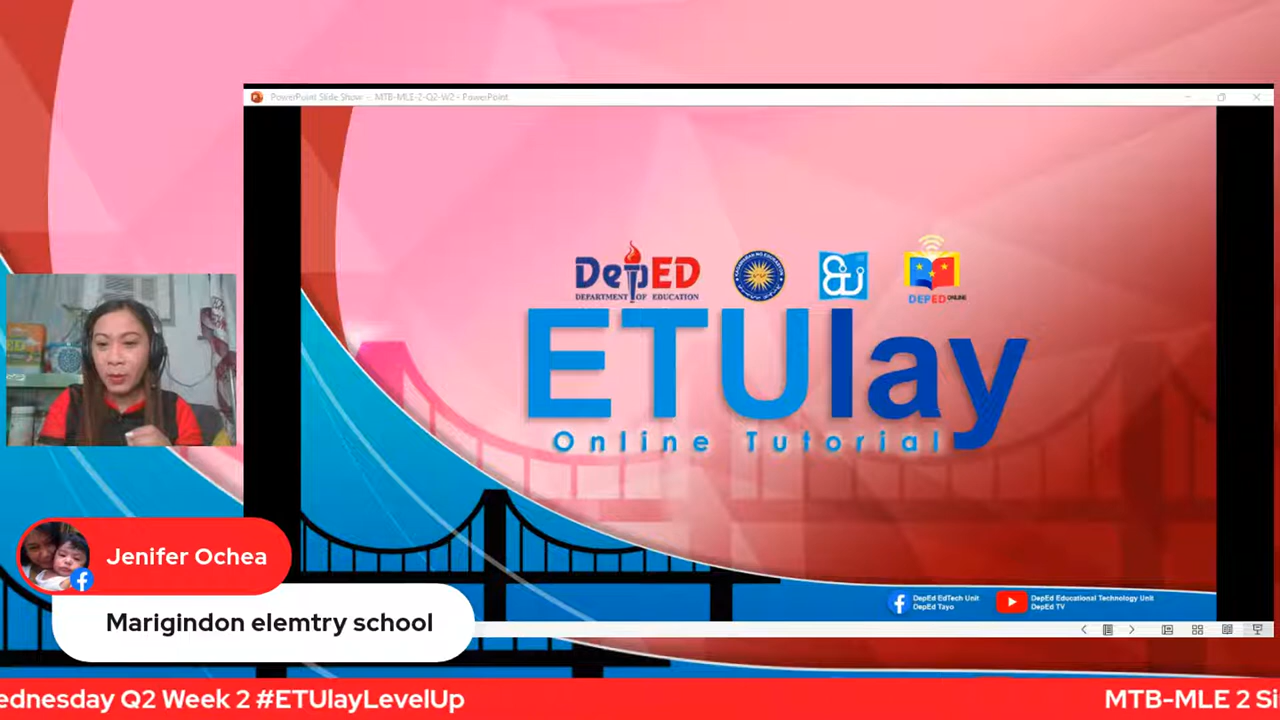 PowerPoint Slide Show - MTB-MLE-2-Q2-W2 - PowerPoint
DepED
DEPARTMENT OF EDUCATION
DEPED ONLINE
ETUlay
Online Tutorial
DepEd EdTech Unit
DepEd Tayo
DepEd Educational Technology Unit
DepEd TV
Jenifer Ochea
Marigindon elemtry school
ednesday Q2 Week 2 #ETUlayLevelUp
MTB-MLE 2 Si